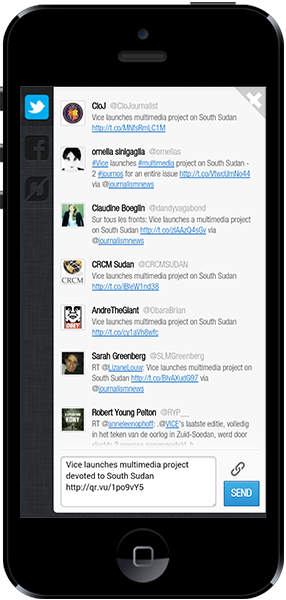 CloJ @CloJournalist
Vice launches multimedia project on South Sudan
http://t.co/MNfsRmLC1M
ornella sinigaglia @ornellas
#Vice launches #multimedia project on South Sudan -
2 #journos for an entire issue http://t.co/VtwcUmNo44
via @journalismnews
Claudine Boeglin @dandyvagabond
Sur tous les fronts: Vice launches a multimedia project
on South Sudan http://t.co/zlAAzQ4sGv via
@journalismnews
CRCM
CRCM Sudan @CRCMSUDAN
Vice launches multimedia project on South Sudan
http://t.co/iBleW1nd38
OBEY
AndreTheGiant @ObaraBrian
Vice launches multimedia project on South Sudan
http://t.co/cy1aVh8wfc
Sarah Greenberg @SLMGreenberg
RT @LizaneLouw: Vice launches multimedia project on
South Sudan http://t.co/BlvAXudG97 via
@journalismnews
Robert Young Pelton @RYP__
RT @anneleenophoff: .@VICE's laatste editie, volledig
in het teken van de oorlog in Zuid-Soedan, werd door
Vice launches multimedia project
devoted to South Sudan
http://qr.vu/1po9vY5
SEND